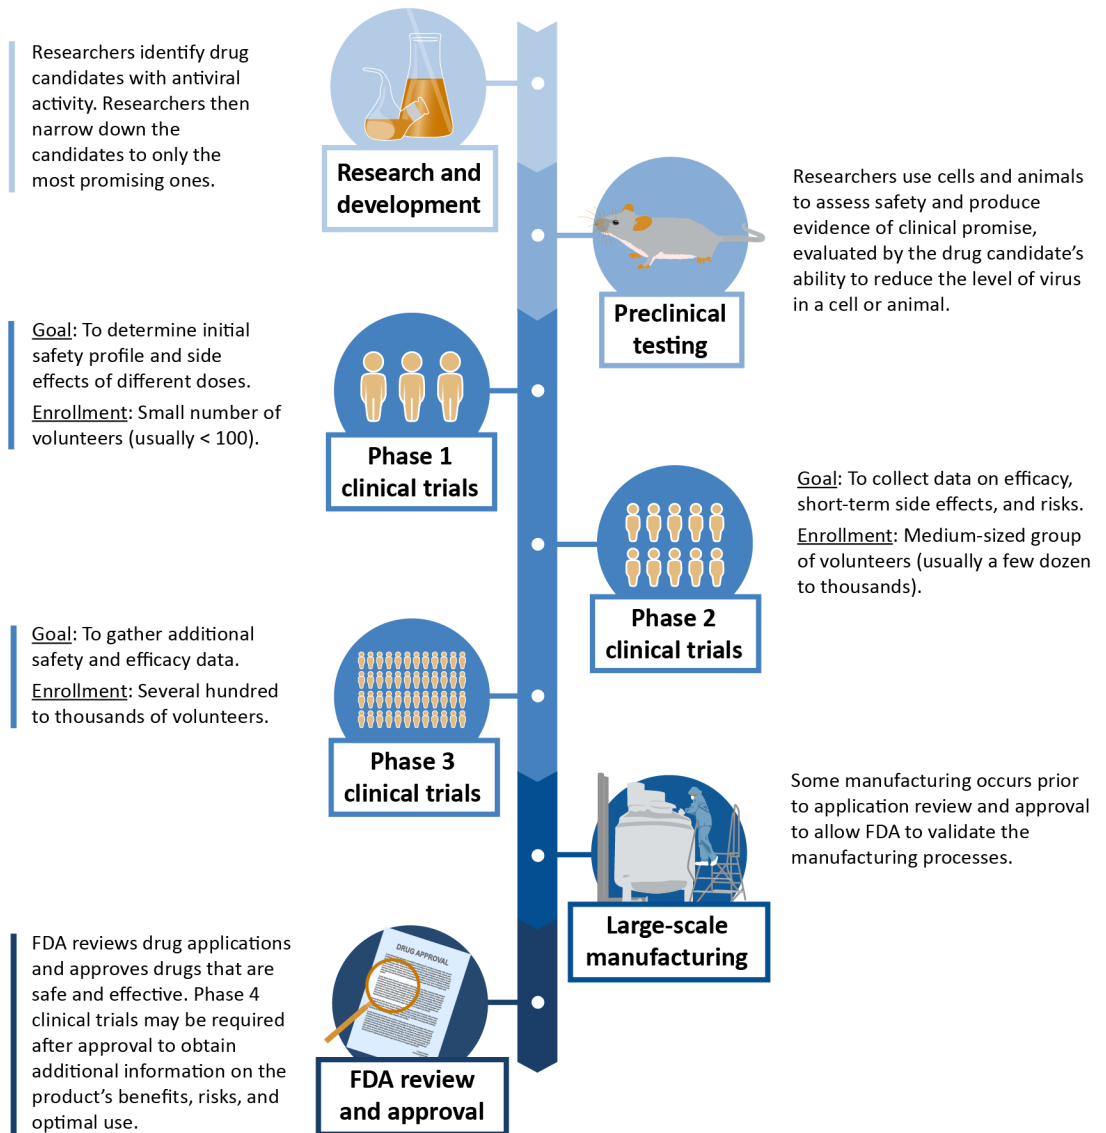 Researchers identify drug
candidates with antiviral
activity. Researchers then
narrow down the
candidates to only the
most promising ones.
Research and
development
Researchers use cells and animals
to assess safety and produce
evidence of clinical promise,
evaluated by the drug candidate’s
ability to reduce the level of virus
in a cell or animal.
Preclinical
testing
Goal: To determine initial
safety profile and side
effects of different doses.
Enrollment: Small number of
volunteers (usually < 100).
Phase 1
clinical trials
Goal: To collect data on efficacy,
short-term side effects, and risks.
Enrollment: Medium-sized group
of volunteers (usually a few dozen
to thousands).
Phase 2
clinical trials
Goal: To gather additional
safety and efficacy data.
Enrollment: Several hundred
to thousands of volunteers.
Phase 3
clinical trials
Some manufacturing occurs prior
to application review and approval
to allow FDA to validate the
manufacturing processes.
Large-scale
manufacturing
FDA reviews drug applications
and approves drugs that are
safe and effective. Phase 4
clinical trials may be required
after approval to obtain
additional information on the
product’s benefits, risks, and
optimal use.
DRUG APPROVAL
FDA review
and approval